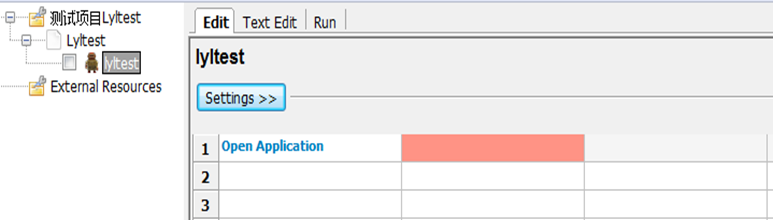 测试项目Lyltest
Lyltest
lyltest
External Resources
Edit Text Edit Run
lyltest
Settings >>
1 Open Application
2
3